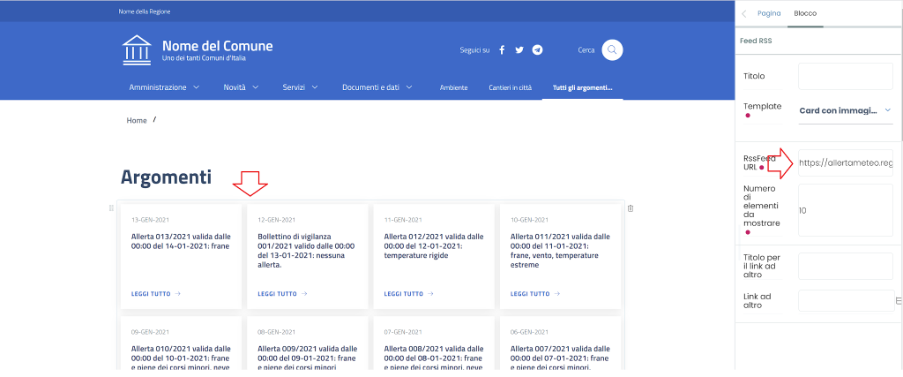 Nome della Regione
Nome del Comune
Uno dei tanti Comuni d'Italia
Seguici su
Cerca
Amministrazione
Novità
Servizi
Documenti e dati
Ambiente
Cantieri in città
Tutti gli argomenti...
Home /
Argomenti
13-GEN-2021
Allerta 013/2021 valida dalle
00:00 del 14-01-2021: frane
LEGGI TUTTO
12-GEN-2021
Bollettino di vigilanza
001/2021 valido dalle 00:00
del 13-01-2021: nessuna
allerta.
LEGGI TUTTO
11-GEN-2021
Allerta 012/2021 valida dalle
00:00 del 12-01-2021:
temperature rigide
LEGGI TUTTO
10-GEN-2021
Allerta 011/2021 valida dalle
00:00 del 11-01-2021:
frane, vento, temperature
estreme
LEGGI TUTTO
09-GEN-2021
Allerta 010/2021 valida dalle
00:00 del 10-01-2021: frane
e piene dei corsi minori, neve
08-GEN-2021
Allerta 009/2021 valida dalle
00:00 del 09-01-2021: frane
e piene dei corsi minori
07-GEN-2021
Allerta 008/2021 valida dalle
00:00 del 08-01-2021: frane
e piene dei corsi minori, neve
06-GEN-2021
Allerta 007/2021 valida dalle
00:00 del 07-01-2021: frane
e piene dei corsi minori
Pagina
Blocco
Feed RSS
Titolo
Template
Card con immagi...
RssFeed
URL
https://allertameteo.reg
Numero
di
elementi
da
mostrare
10
Titolo per
il link ad
altro
Link ad
altro